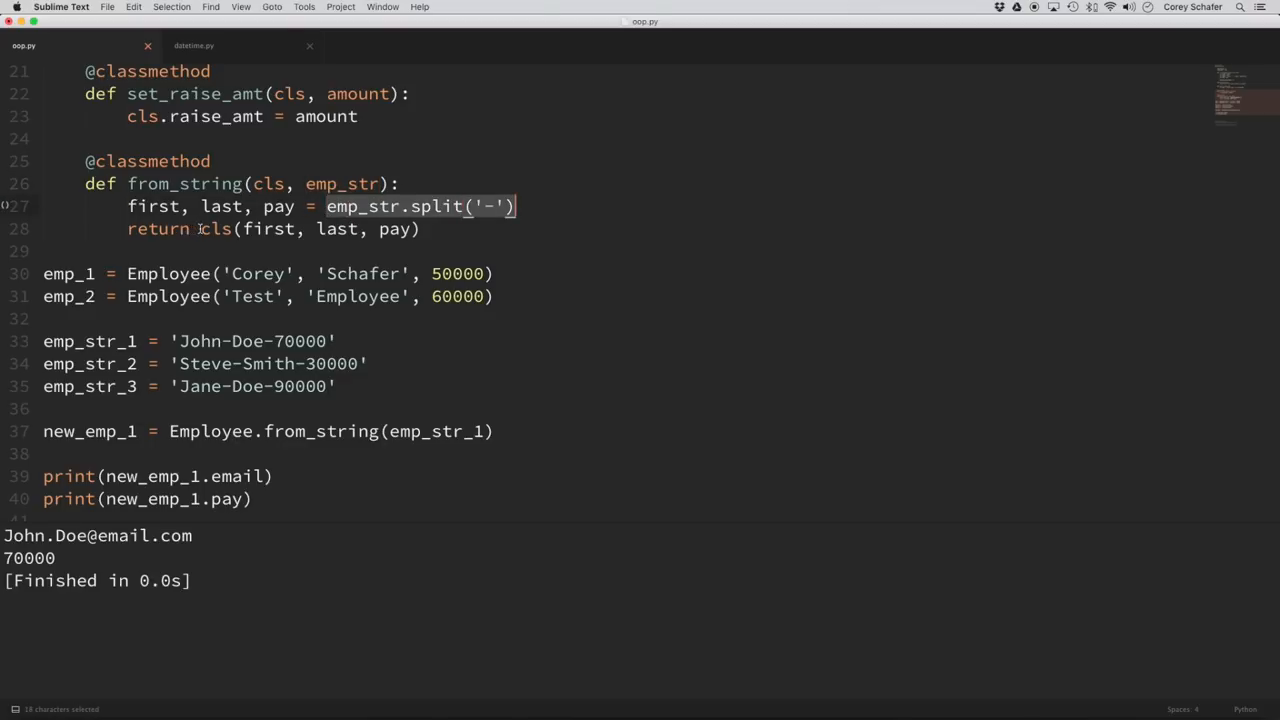 Sublime Text File Edit Selection Find View Goto Tools Project Window Help Corey Schafer
oop.py
oop.py datetime.py
21 @classmethod
22 def set_raise_amt(cls, amount):
23 cls.raise_amt = amount
24
25 @classmethod
26 def from_string(cls, emp_str):
27 first, last, pay = emp_str.split('-')
28 return cls(first, last, pay)
29
30 emp_1 = Employee('Corey', 'Schafer', 50000)
31 emp_2 = Employee('Test', 'Employee', 60000)
32
33 emp_str_1 = 'John-Doe-70000'
34 emp_str_2 = 'Steve-Smith-30000'
35 emp_str_3 = 'Jane-Doe-90000'
36
37 new_emp_1 = Employee.from_string(emp_str_1)
38
39 print(new_emp_1.email)
40 print(new_emp_1.pay)
41
John.Doe@email.com
70000
[Finished in 0.0s]
18 characters selected Spaces: 4 Python